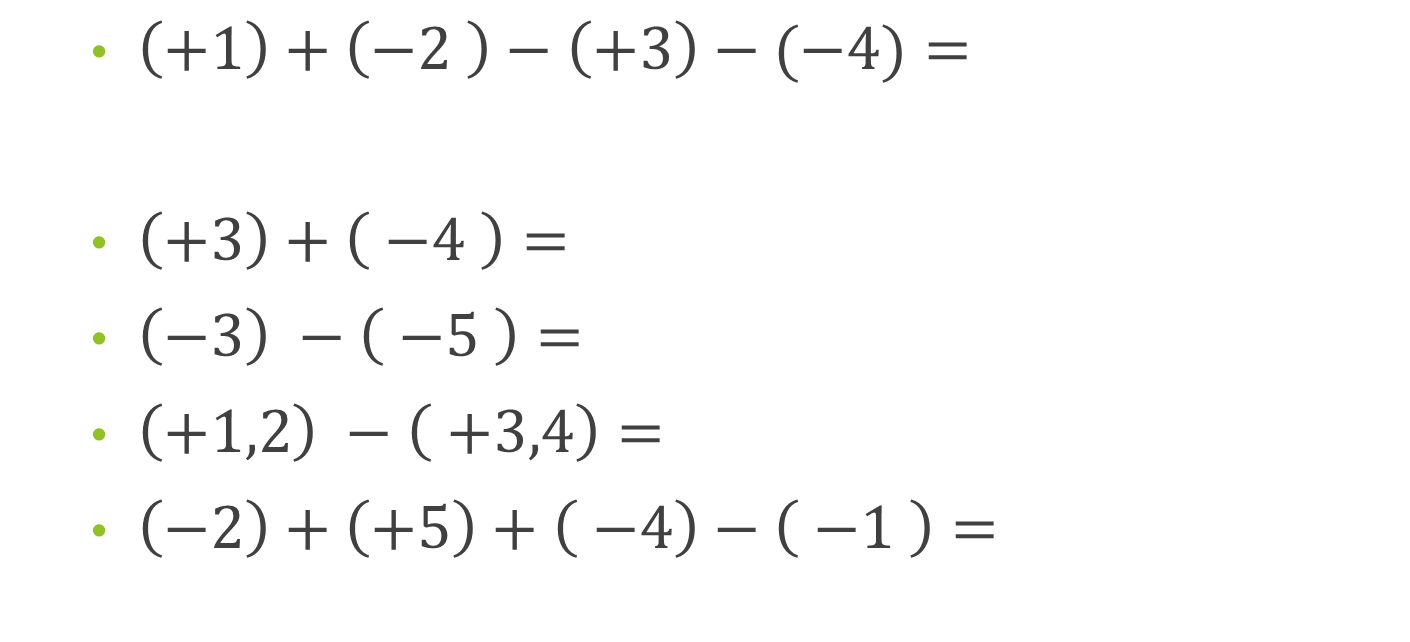 • (+1) + (−2 ) − (+3) − (−4) =
• (+3) + ( −4 ) =
• (−3) − ( −5 ) =
• (+1,2) − ( +3,4) =
• (−2) + (+5) + ( −4) − ( −1 ) =